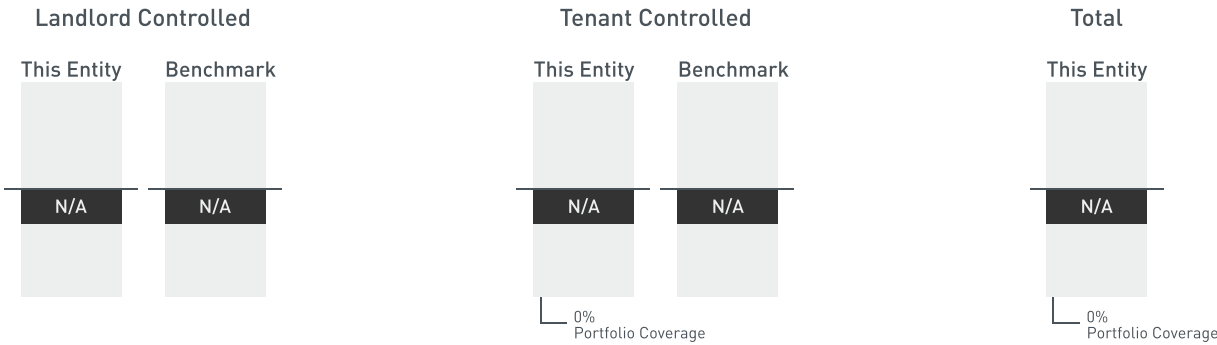 Landlord Controlled
This Entity
Benchmark
N/A
N/A
Tenant Controlled
This Entity
Benchmark
N/A
N/A
0%
Portfolio Coverage
Total
This Entity
N/A
0%
Portfolio Coverage